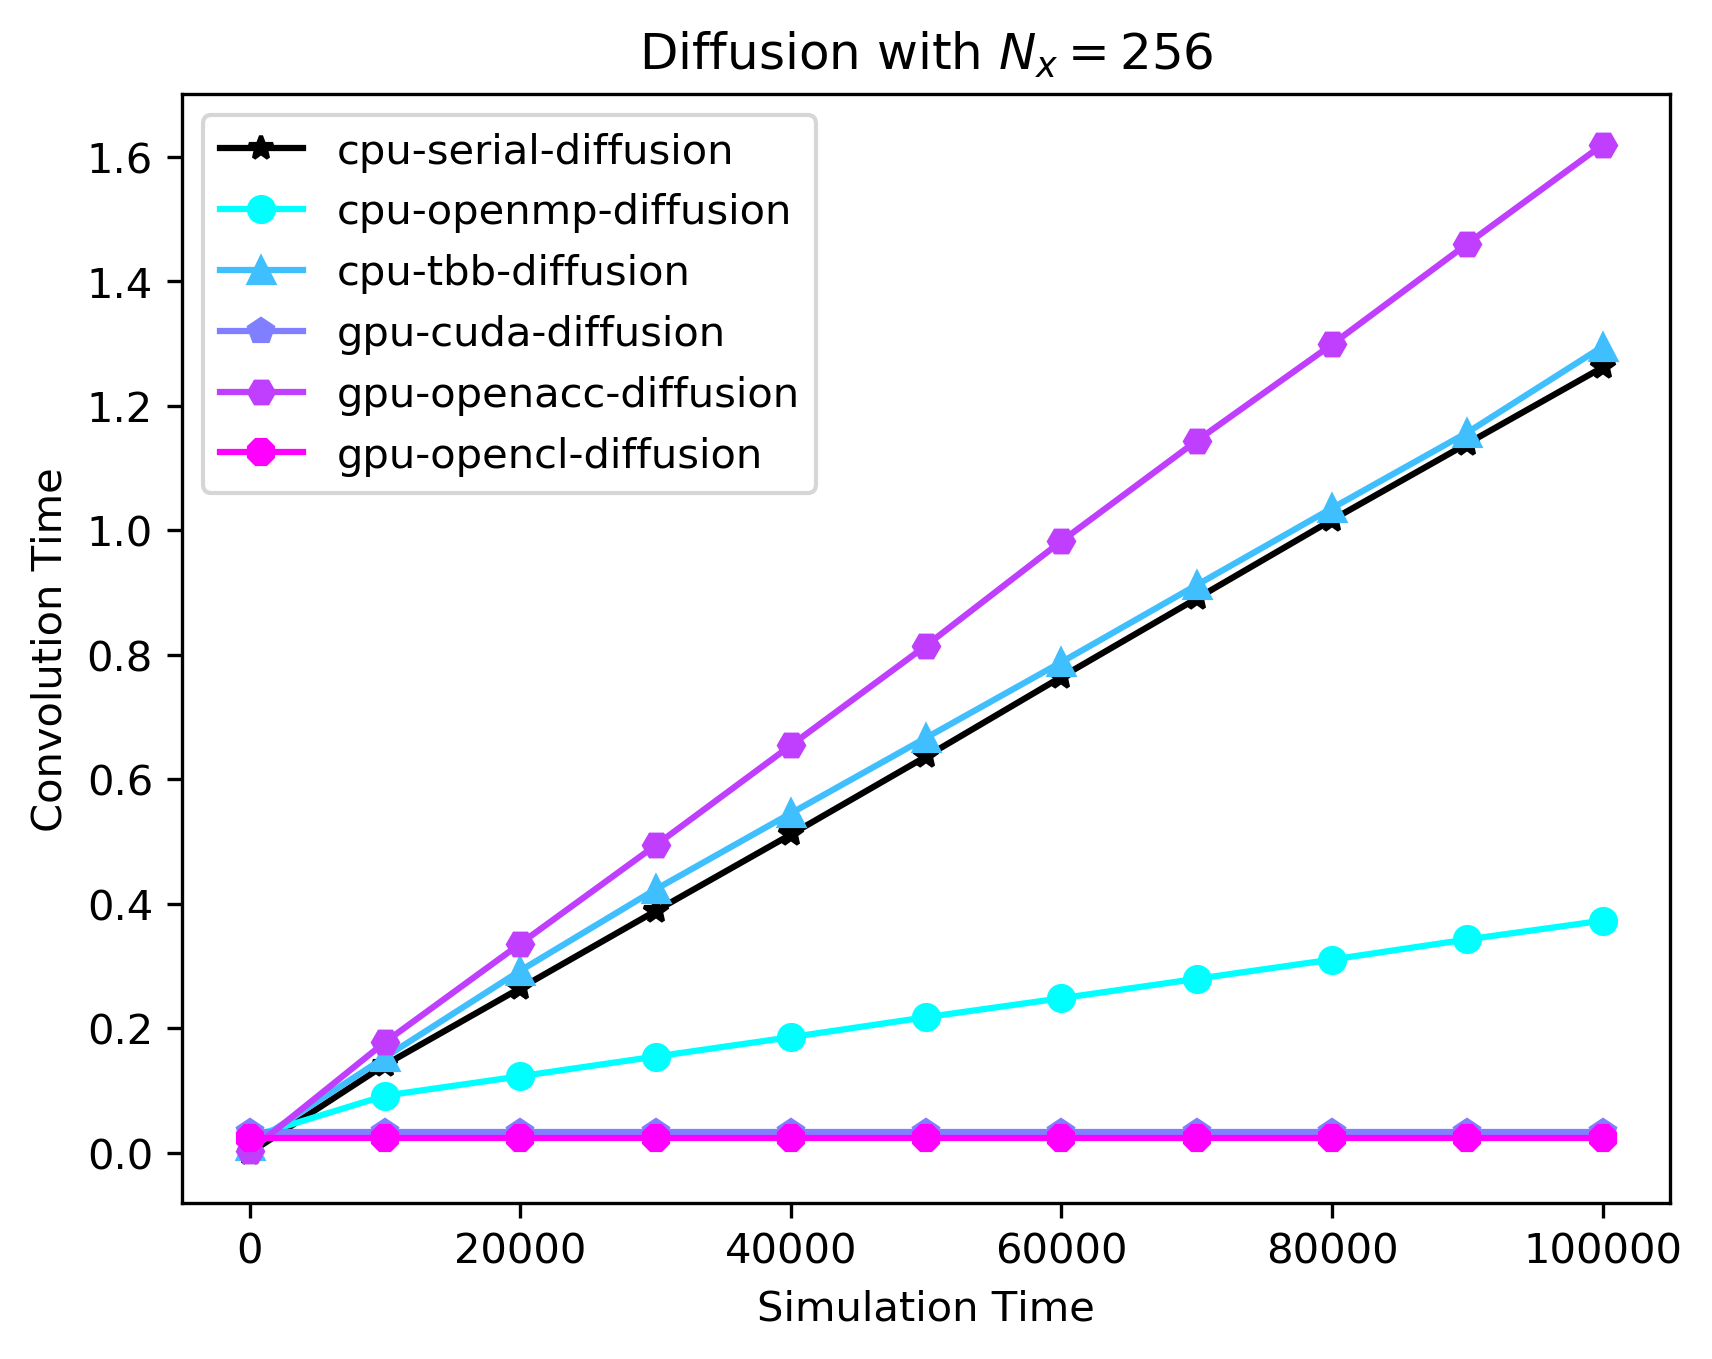 Diffusion with Nₓ = 256
cpu-serial-diffusion
cpu-openmp-diffusion
cpu-tbb-diffusion
gpu-cuda-diffusion
gpu-openacc-diffusion
gpu-opencl-diffusion
1.6
1.4
1.2
1.0
0.8
0.6
0.4
0.2
0.0
Convolution Time
0 20000 40000 60000 80000 100000
Simulation Time